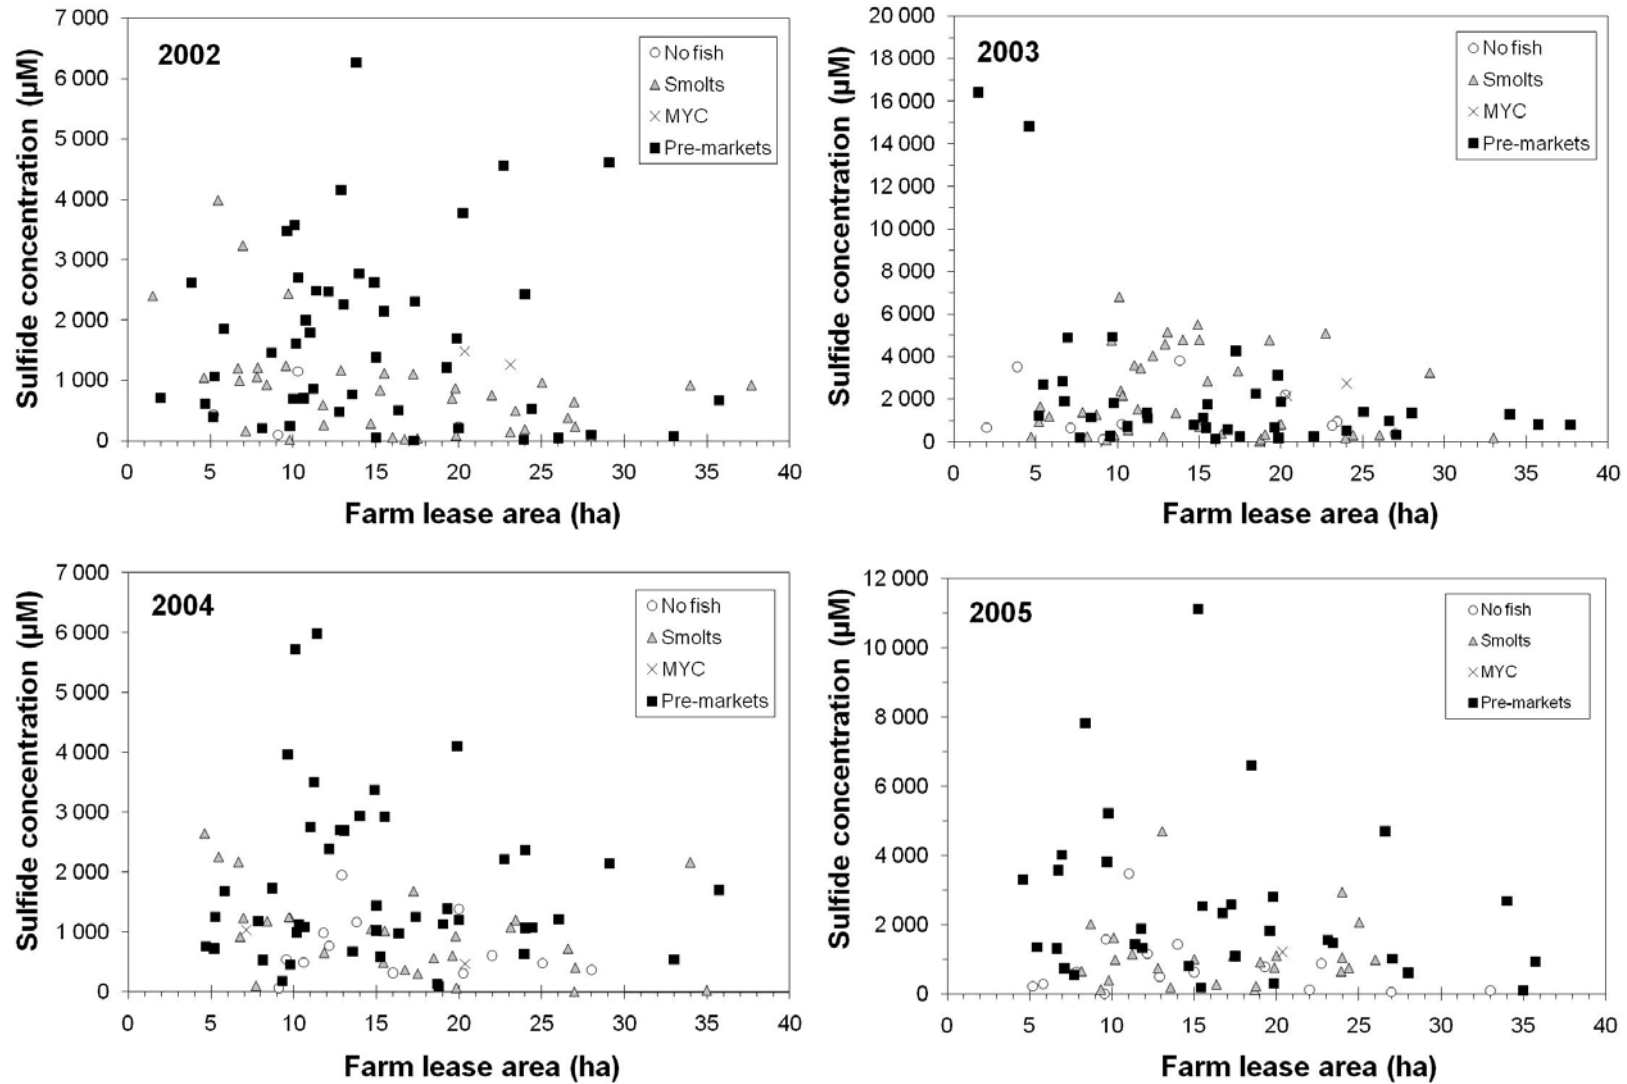 7 000
6 000
5 000
4 000
3 000
2 000
1 000
0
Sulfide concentration (µM)
2002
No fish
Smolts
MYC
Pre-markets
0 5 10 15 20 25 30 35 40
Farm lease area (ha)
20 000
18 000
16 000
14 000
12 000
10 000
8 000
6 000
4 000
2 000
0
Sulfide concentration (µM)
2003
No fish
Smolts
MYC
Pre-markets
0 5 10 15 20 25 30 35 40
Farm lease area (ha)
7 000
6 000
5 000
4 000
3 000
2 000
1 000
0
Sulfide concentration (µM)
2004
No fish
Smolts
MYC
Pre-markets
0 5 10 15 20 25 30 35 40
Farm lease area (ha)
12 000
10 000
8 000
6 000
4 000
2 000
0
Sulfide concentration (µM)
2005
No fish
Smolts
MYC
Pre-markets
0 5 10 15 20 25 30 35 40
Farm lease area (ha)